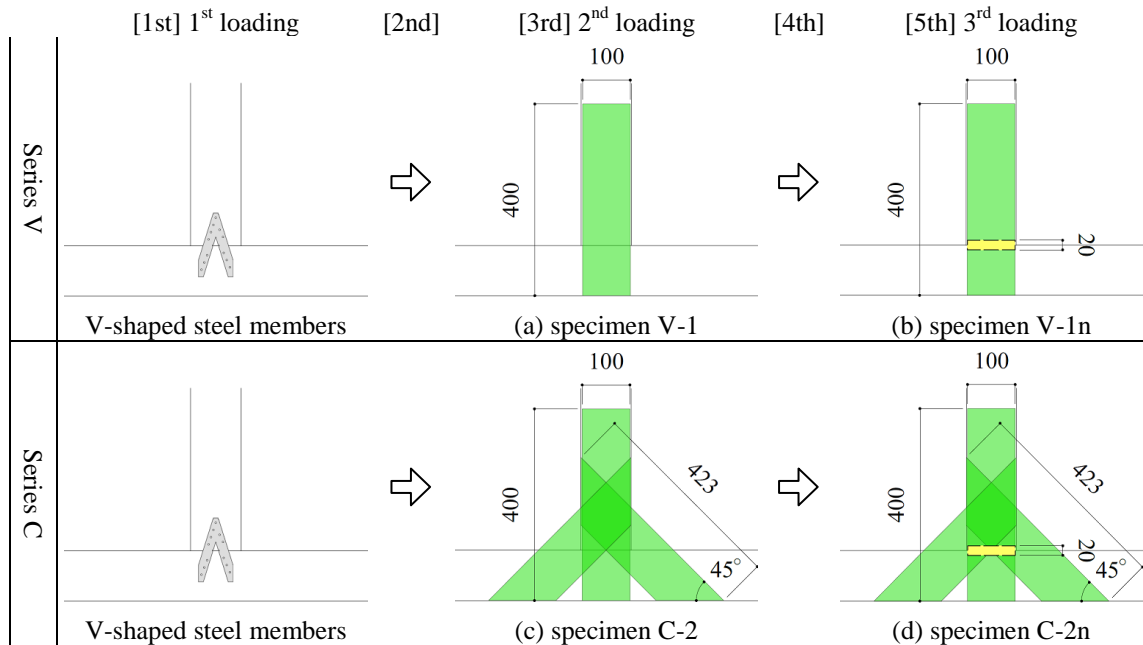 [1st] 1st loading [2nd] [3rd] 2nd loading [4th] [5th] 3rd loading
Series V
100
400
100
400
20
V-shaped steel members (a) specimen V-1 (b) specimen V-1n
Series C
100
400
423
45°
100
400
423
20
45°
V-shaped steel members (c) specimen C-2 (d) specimen C-2n